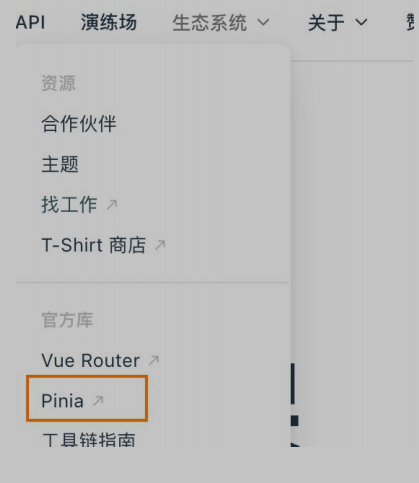 API 演练场 生态系统 关于
资源
合作伙伴
主题
找工作 ↗
T-Shirt 商店 ↗
官方库
Vue Router ↗
Pinia ↗
工具链指南